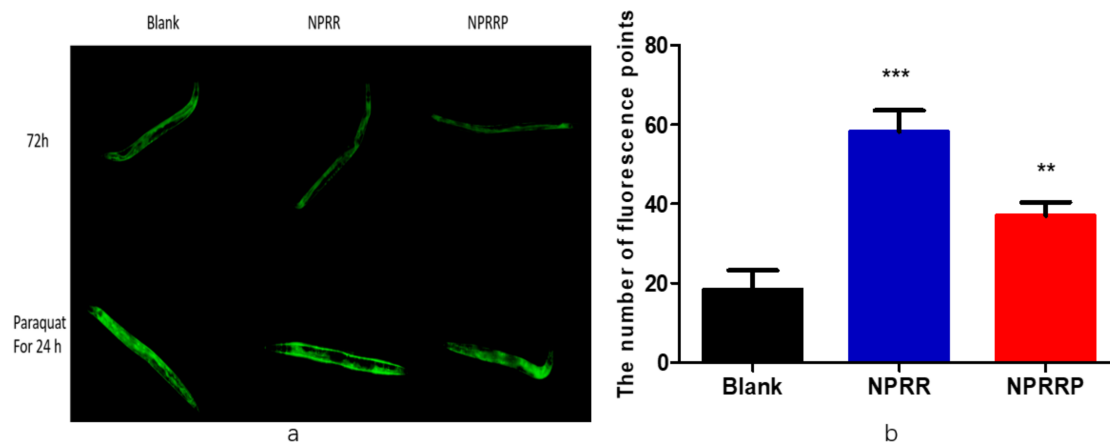 Blank NPRR NPRRP
72h
Paraquat
For 24 h
a
The number of fluorescence points
80
60
40
20
0
***
**
Blank NPRR NPRRP
b